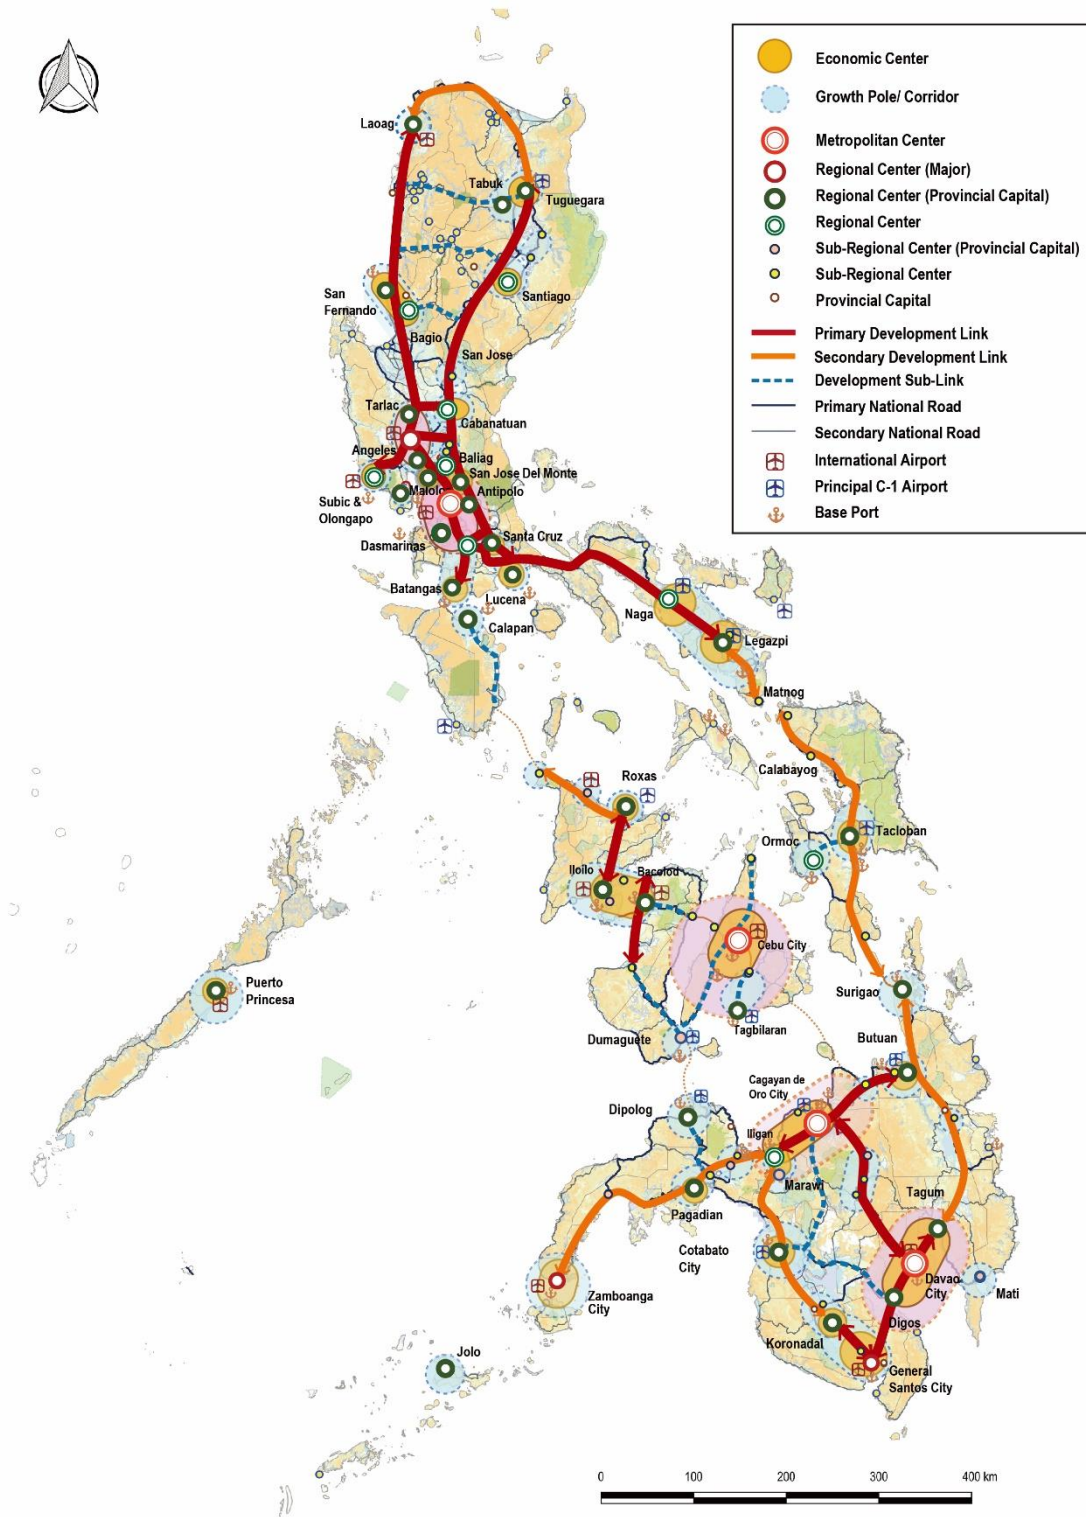 Economic Center
Growth Pole/ Corridor
Metropolitan Center
Regional Center (Major)
Regional Center (Provincial Capital)
Regional Center
Sub-Regional Center (Provincial Capital)
Sub-Regional Center
Provincial Capital
Primary Development Link
Secondary Development Link
Development Sub-Link
Primary National Road
Secondary National Road
International Airport
Principal C-1 Airport
Base Port
Laoag
Tabuk
Tuguegara
San
Fernando
Santiago
Bagio
San Jose
Tarlac
Cabanatuan
Angeles
Baliag
San Jose Del Monte
Malolo
Antipolo
Subic &
Olongapo
Dasmarinas
Santa Cruz
Batangas
Lucena
Calapan
Naga
Legazpi
Matnog
Calabayog
Roxas
Ormoc
Tacloban
Iloilo
Bacolod
Cebu City
Puerto
Princesa
Surigao
Dumaguete
Tagbilaran
Butuan
Cagayan de
Oro City
Dipolog
Iligan
Marawi
Tagum
Pagadian
Cotabato
City
Davao
City
Mati
Zamboanga
City
Digos
Koronadal
Jolo
General
Santos City
0 100 200 300 400 km